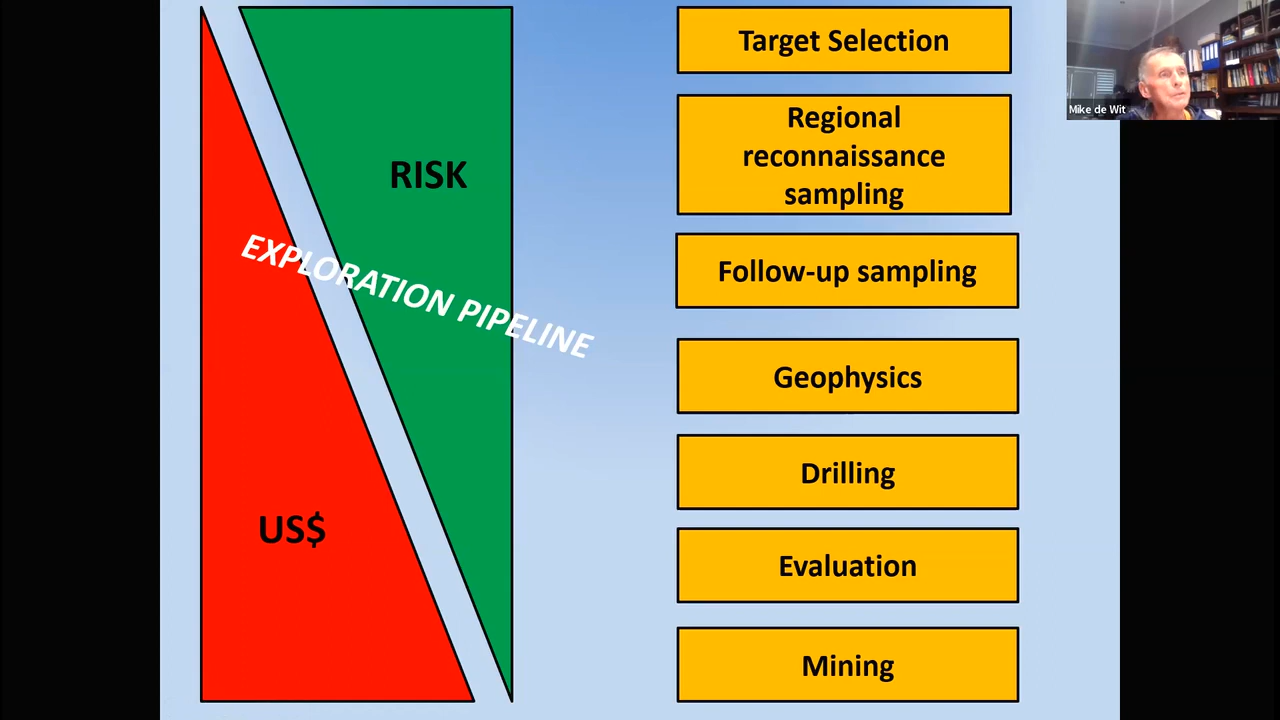 RISK
EXPLORATION PIPELINE
US$
Target Selection
Regional
reconnaissance
sampling
Follow-up sampling
Geophysics
Drilling
Evaluation
Mining
Mike de Wit